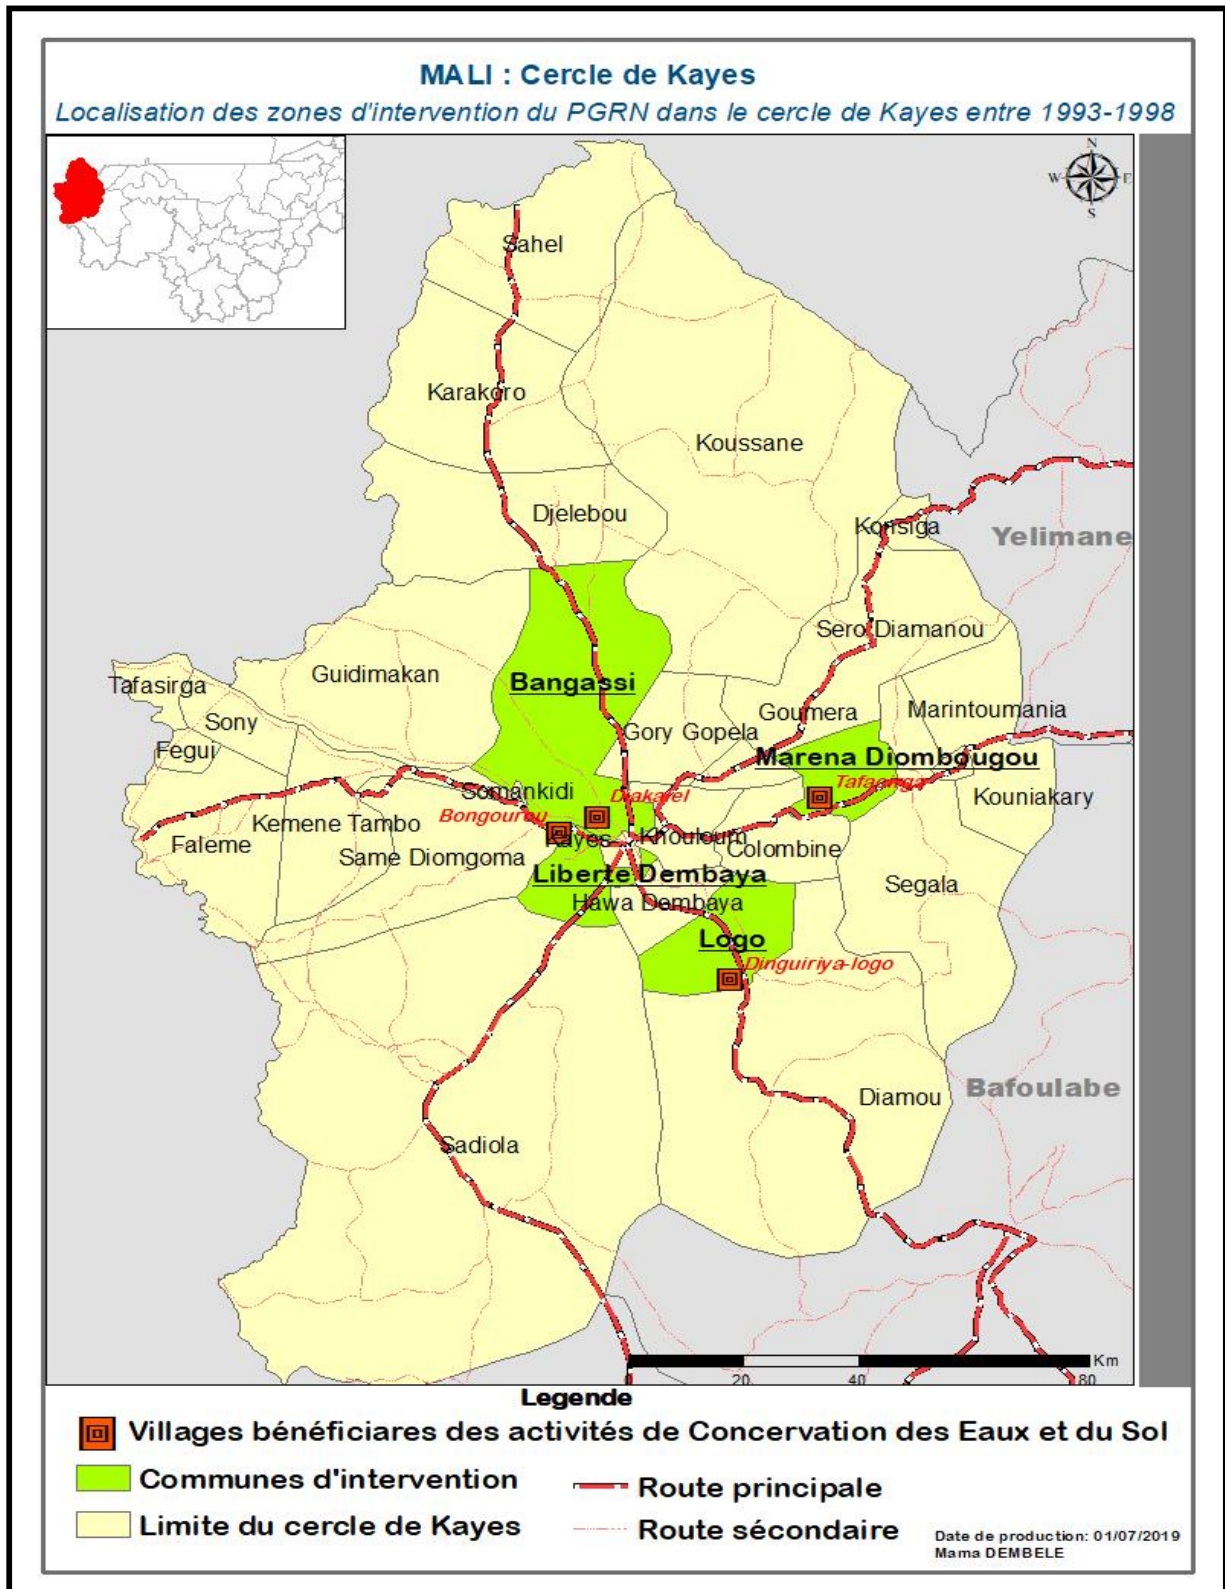 MALI : Cercle de Kayes
Localisation des zones d'intervention du PGRN dans le cercle de Kayes entre 1993-1998
N
W E
S
Sahel
Karakoro
Koussane
Djelebou
Konsiga
Yelimane
Sero Diamanou
Guidimakan
Tafasirga
Bangassi
Marintoumania
Sony
Goumera
Gory Gopela
Fegui
Marena Diombougou
Tafaсirga
Somankidi
Diakalel
Kouniakary
Bongourou
Kemene Tambo
Faleme
Kayes
Khouloum
Colombine
Same Diomgoma
Liberte Dembaya
Segala
Hawa Dembaya
Logo
Dinguiriya-logo
Bafoulabe
Diamou
Sadiola
Km
0 20 40 80
Legende
Villages bénéficiares des activités de Concervation des Eaux et du Sol
Communes d'intervention
Route principale
Limite du cercle de Kayes
Route sécondaire
Date de production: 01/07/2019
Mama DEMBELE